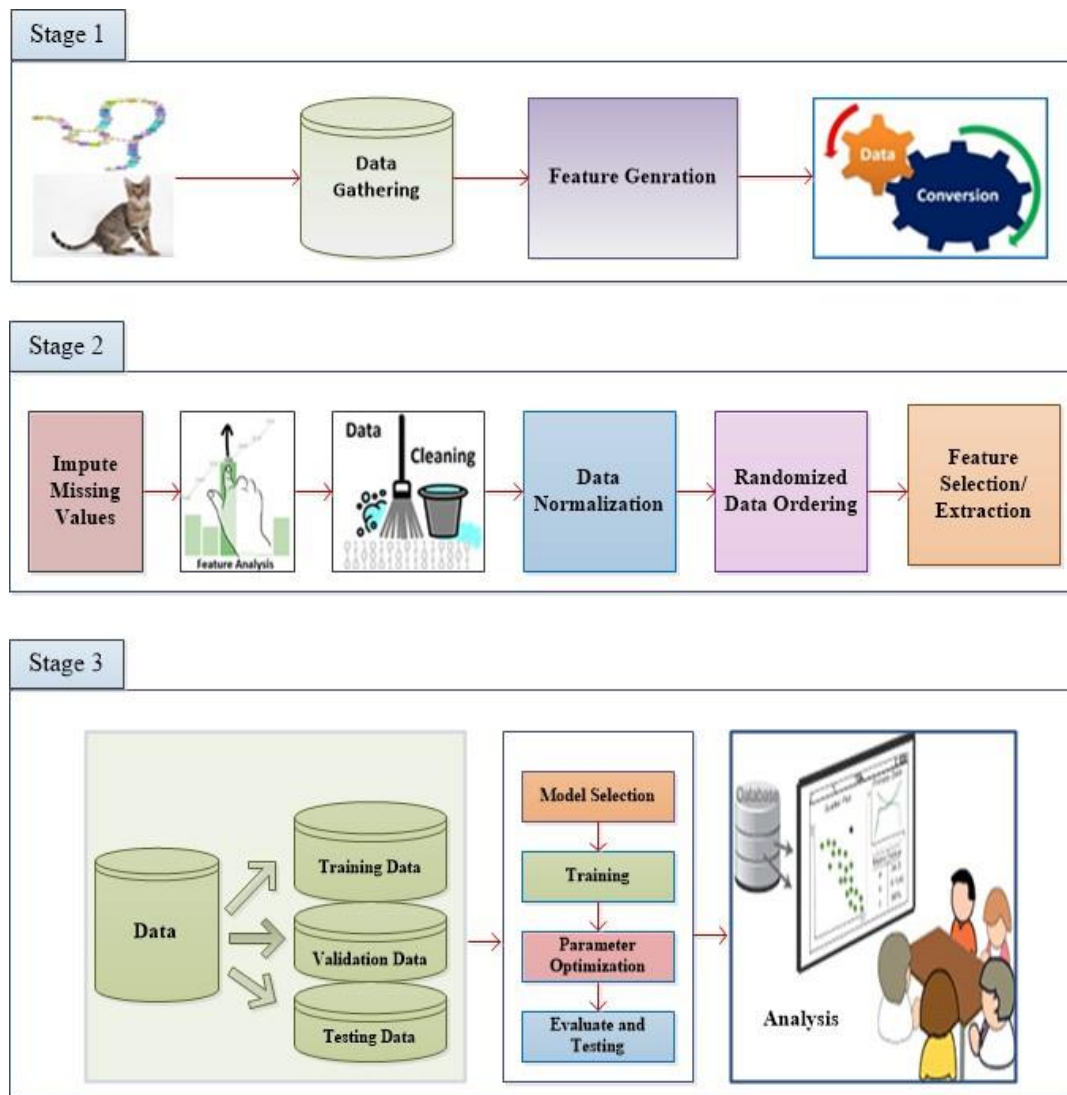 Stage 1
Data
Gathering
Feature Genration
Data
Conversion
Stage 2
Impute
Missing
Values
Feature Analysis
Data
Cleaning
Data
Normalization
Randomized
Data Ordering
Feature
Selection/
Extraction
Stage 3
Data
Training Data
Validation Data
Testing Data
Model Selection
Training
Parameter
Optimization
Evaluate and
Testing
Database
Scatter Plot
Analysis